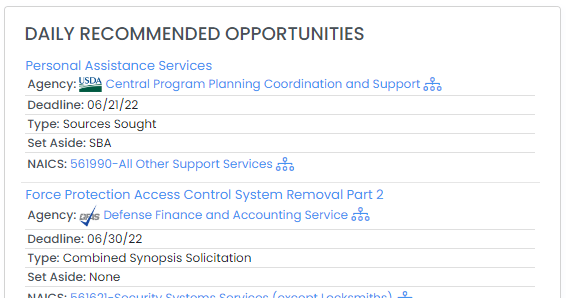 DAILY RECOMMENDED OPPORTUNITIES
Personal Assistance Services
Agency: USDA Central Program Planning Coordination and Support
Deadline: 06/21/22
Type: Sources Sought
Set Aside: SBA
NAICS: 561990-All Other Support Services
Force Protection Access Control System Removal Part 2
Agency: DFAS Defense Finance and Accounting Service
Deadline: 06/30/22
Type: Combined Synopsis Solicitation
Set Aside: None
NAICS: 561621-Security Systems Services (except Locksmiths)